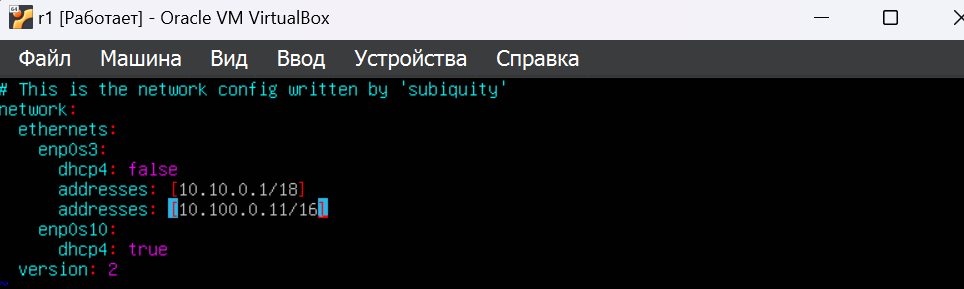 r1 [Работает] - Oracle VM VirtualBox
Файл Машина Вид Ввод Устройства Справка
# This is the network config written by 'subiquity'
network:
  ethernets:
    enp0s3:
      dhcp4: false
      addresses: [10.10.0.1/18]
      addresses: [10.100.0.11/16]
    enp0s10:
      dhcp4: true
  version: 2
~